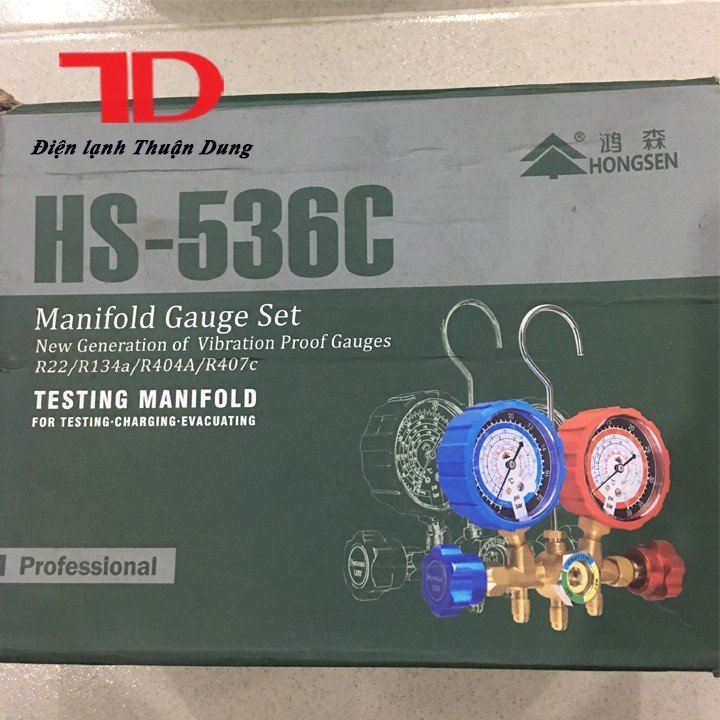 TD
Điện lạnh Thuận Dung
鸿森
®
HONGSEN
HS-536C
Manifold Gauge Set
New Generation of Vibration Proof Gauges
R22/R134a/R404A/R407c
TESTING MANIFOLD
FOR TESTING·CHARGING·EVACUATING
Professional